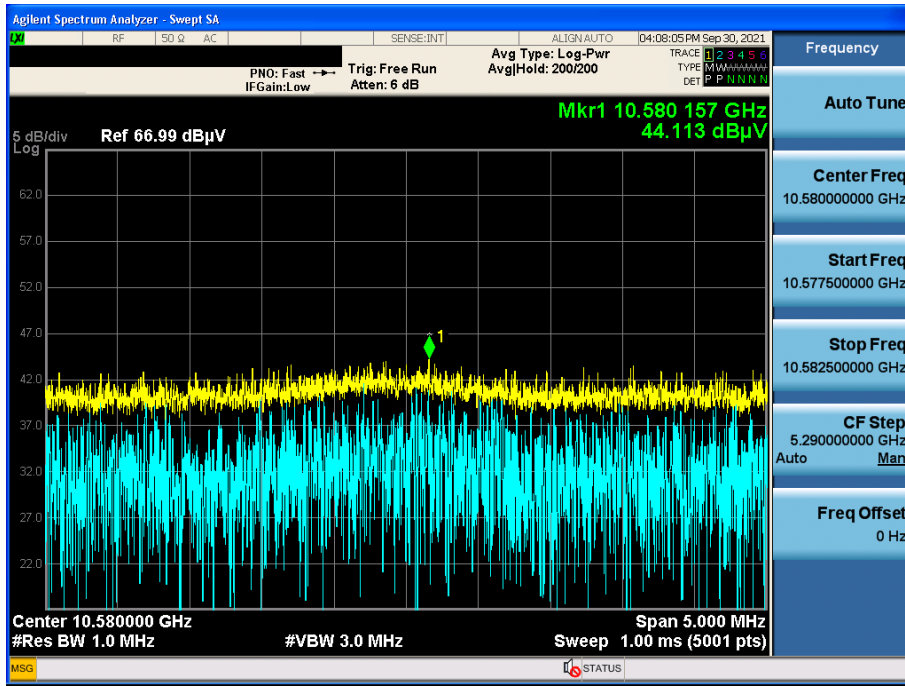 Agilent Spectrum Analyzer - Swept SA
LXI RF 50 Ω AC SENSE:INT ALIGN AUTO 04:08:05 PM Sep 30, 2021
PNO: Fast Trig: Free Run Avg Type: Log-Pwr TRACE 1 2 3 4 5 6
IFGain:Low Atten: 6 dB Avg|Hold: 200/200 TYPE M W W W W W
DET P P N N N N
Mkr1 10.580 157 GHz
44.113 dBµV
5 dB/div Ref 66.99 dBµV
Log
62.0
57.0
52.0
47.0
1
42.0
37.0
32.0
27.0
22.0
Center 10.580000 GHz Span 5.000 MHz
#Res BW 1.0 MHz #VBW 3.0 MHz Sweep 1.00 ms (5001 pts)
MSG STATUS
Frequency
Auto Tune
Center Freq
10.580000000 GHz
Start Freq
10.577500000 GHz
Stop Freq
10.582500000 GHz
CF Step
5.290000000 GHz
Auto Man
Freq Offset
0 Hz